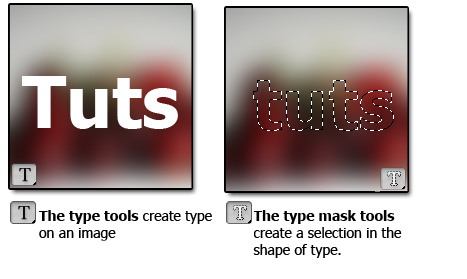 Tuts
T
tuts
T
T The type tools create type
on an image
T The type mask tools
create a selection in the
shape of type.